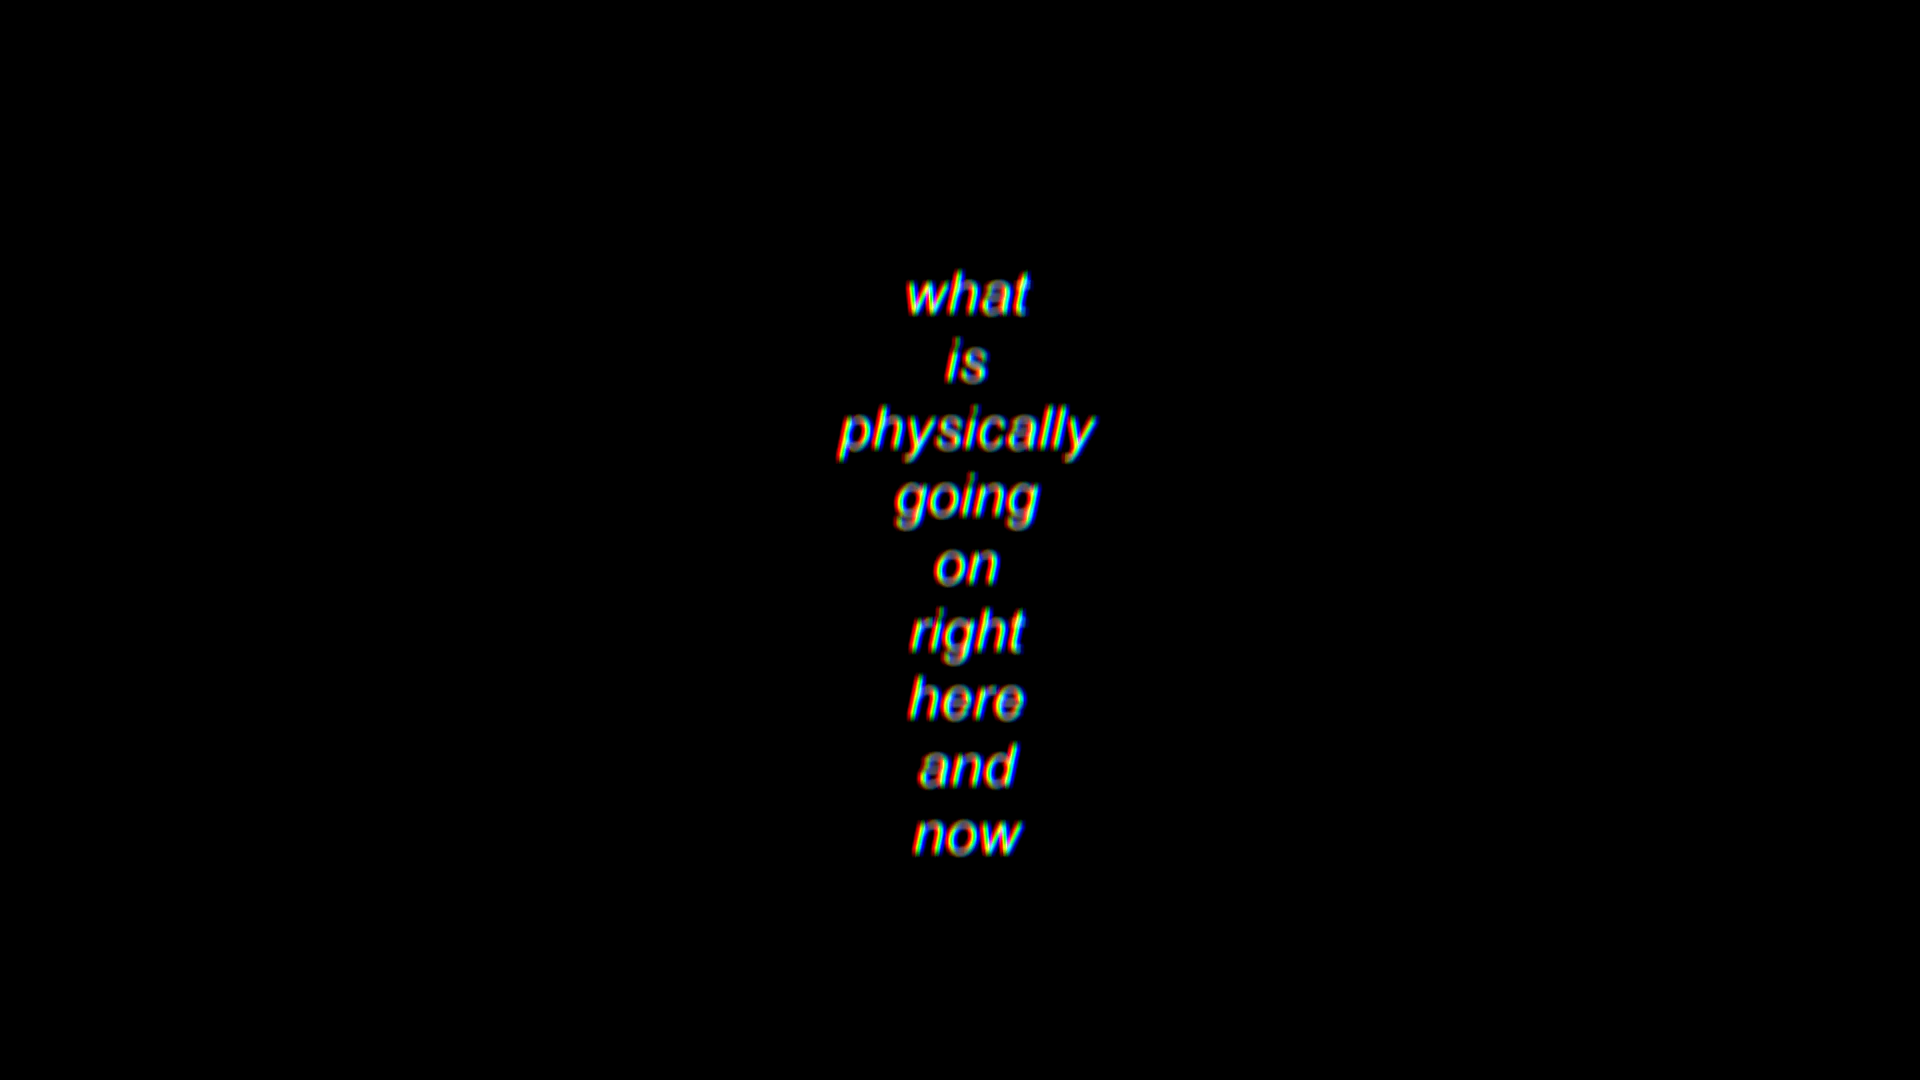 what
is
physically
going
on
right
here
and
now